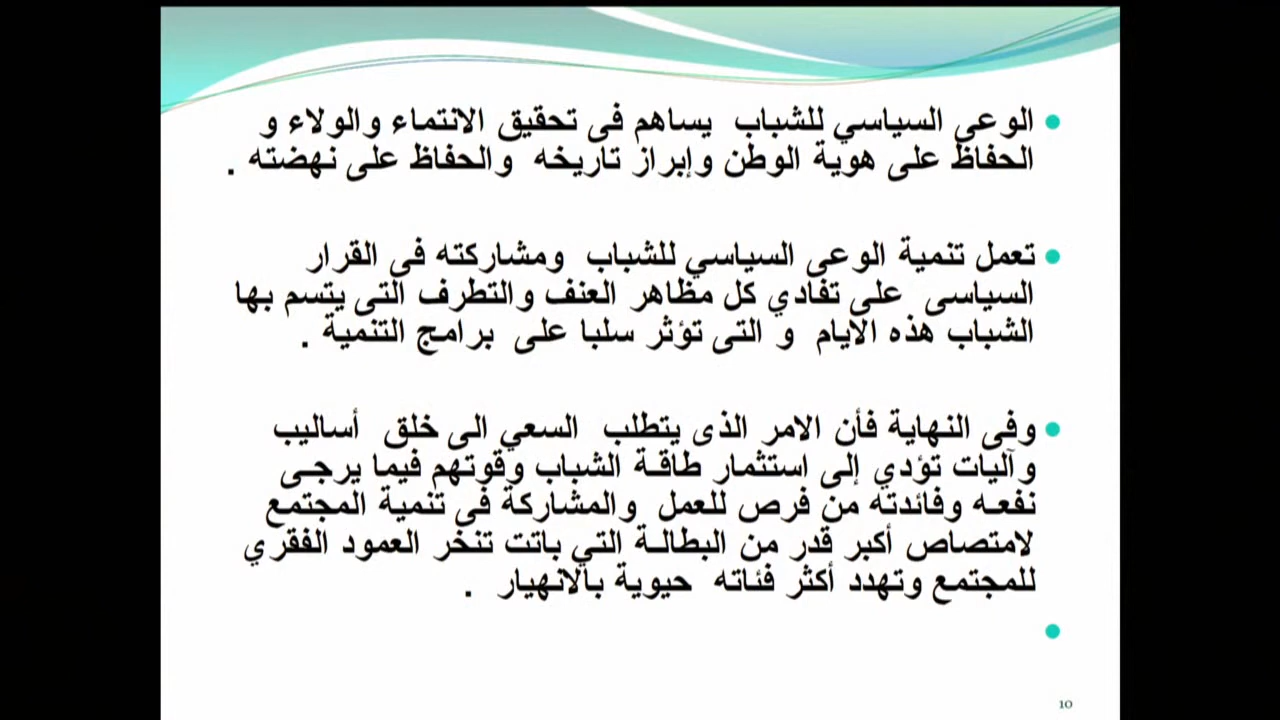 الوعى السياسي للشباب يساهم فى تحقيق الانتماء والولاء و
الحفاظ على هوية الوطن وإبراز تاريخه والحفاظ على نهضته .
تعمل تنمية الوعى السياسي للشباب ومشاركته فى القرار
السياسى على تفادي كل مظاهر العنف والتطرف التى يتسم بها
الشباب هذه الايام و التى تؤثر سلبا على برامج التنمية .
وفى النهاية فأن الامر الذى يتطلب السعي الى خلق أساليب
وآليات تؤدي إلى استثمار طاقة الشباب وقوتهم فيما يرجى
نفعه وفائدته من فرص للعمل والمشاركة فى تنمية المجتمع
لامتصاص أكبر قدر من البطالة التي باتت تنخر العمود الفقري
للمجتمع وتهدد أكثر فئاته حيوية بالانهيار .
10